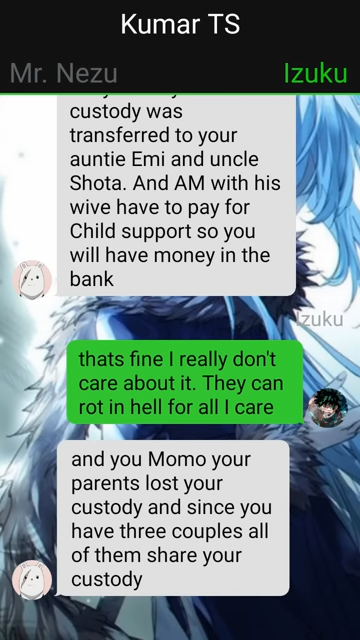 Kumar TS
Mr. Nezu
Izuku
custody was
transferred to your
auntie Emi and uncle
Shota. And AM with his
wive have to pay for
Child support so you
will have money in the
bank
Izuku
thats fine I really don't
care about it. They can
rot in hell for all I care
and you Momo your
parents lost your
custody and since you
have three couples all
of them share your
custody